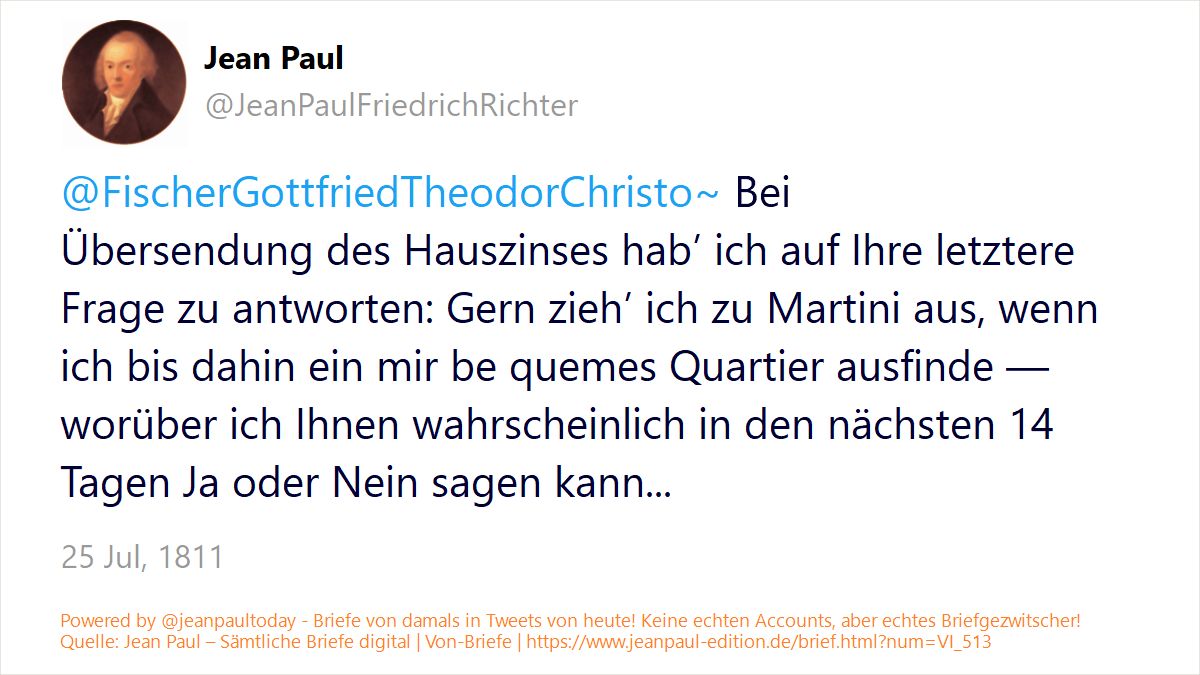 Jean Paul
@JeanPaulFriedrichRichter
@FischerGottfriedTheodorChristo~ Bei
Übersendung des Hauszinses hab’ ich auf Ihre letztere
Frage zu antworten: Gern zieh’ ich zu Martini aus, wenn
ich bis dahin ein mir be quemes Quartier ausfinde —
worüber ich Ihnen wahrscheinlich in den nächsten 14
Tagen Ja oder Nein sagen kann...
25 Jul, 1811
Powered by @jeanpaultoday - Briefe von damals in Tweets von heute! Keine echten Accounts, aber echtes Briefgezwitscher!
Quelle: Jean Paul – Sämtliche Briefe digital | Von-Briefe | https://www.jeanpaul-edition.de/brief.html?num=VI_513